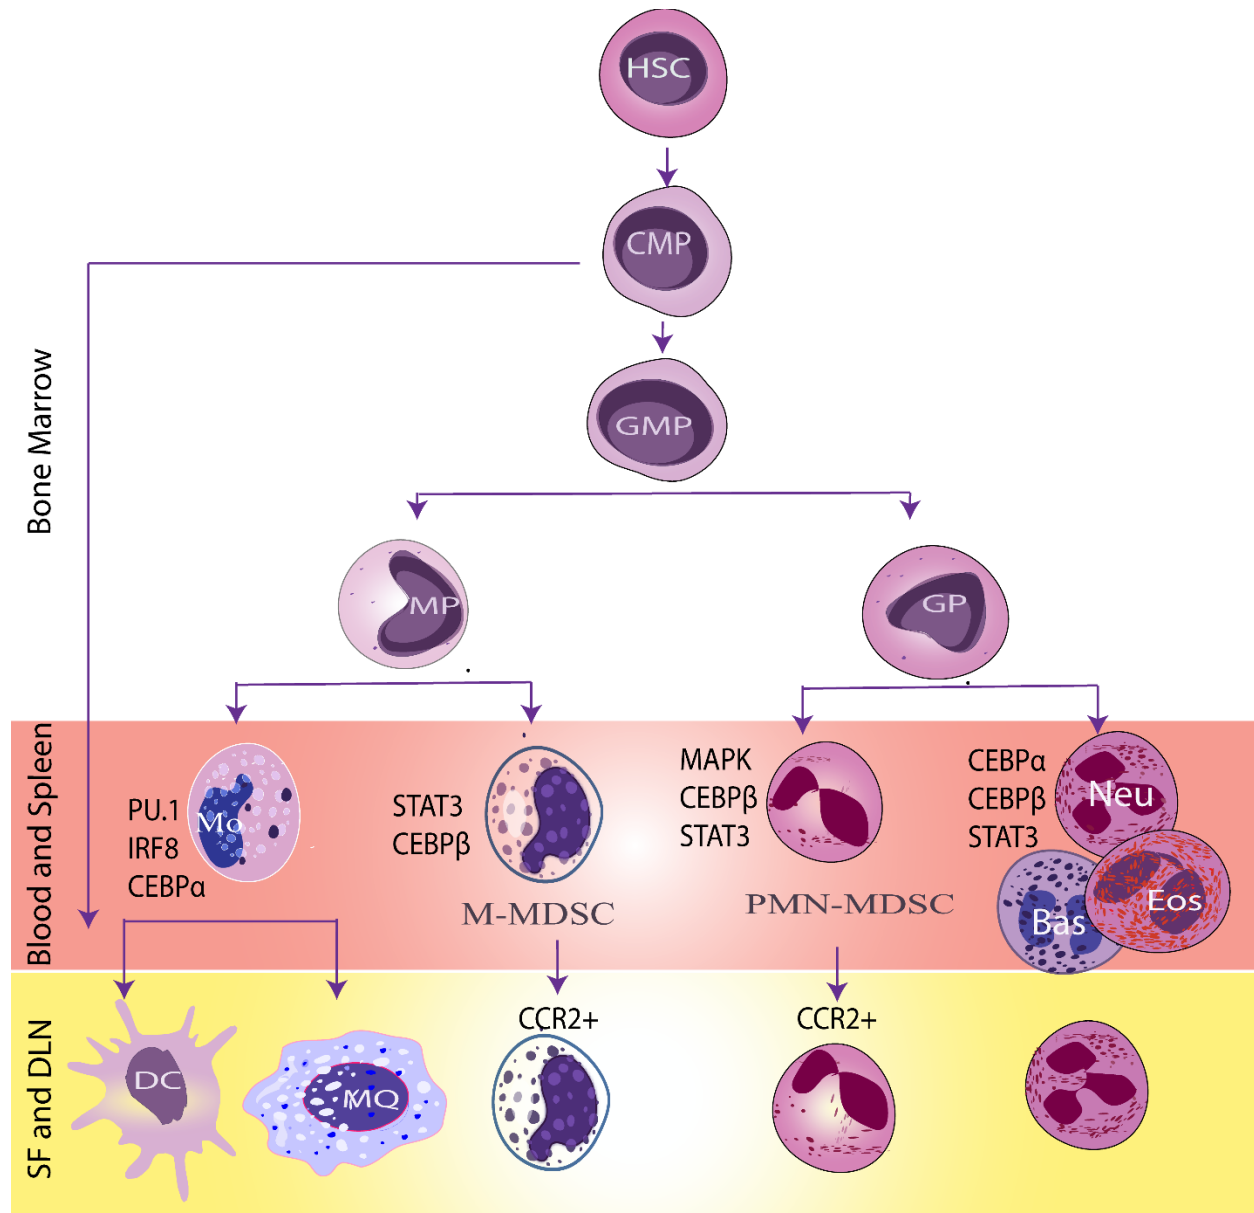 HSC
CMP
GMP
MP
GP
Bone Marrow
PU.1
IRF8
CEBPα
Mo
STAT3
CEBPβ
M-MDSC
MAPK
CEBPβ
STAT3
PMN-MDSC
CEBPα
CEBPβ
STAT3
Neu
Bas
Eos
Blood and Spleen
DC
MQ
CCR2+
CCR2+
SF and DLN